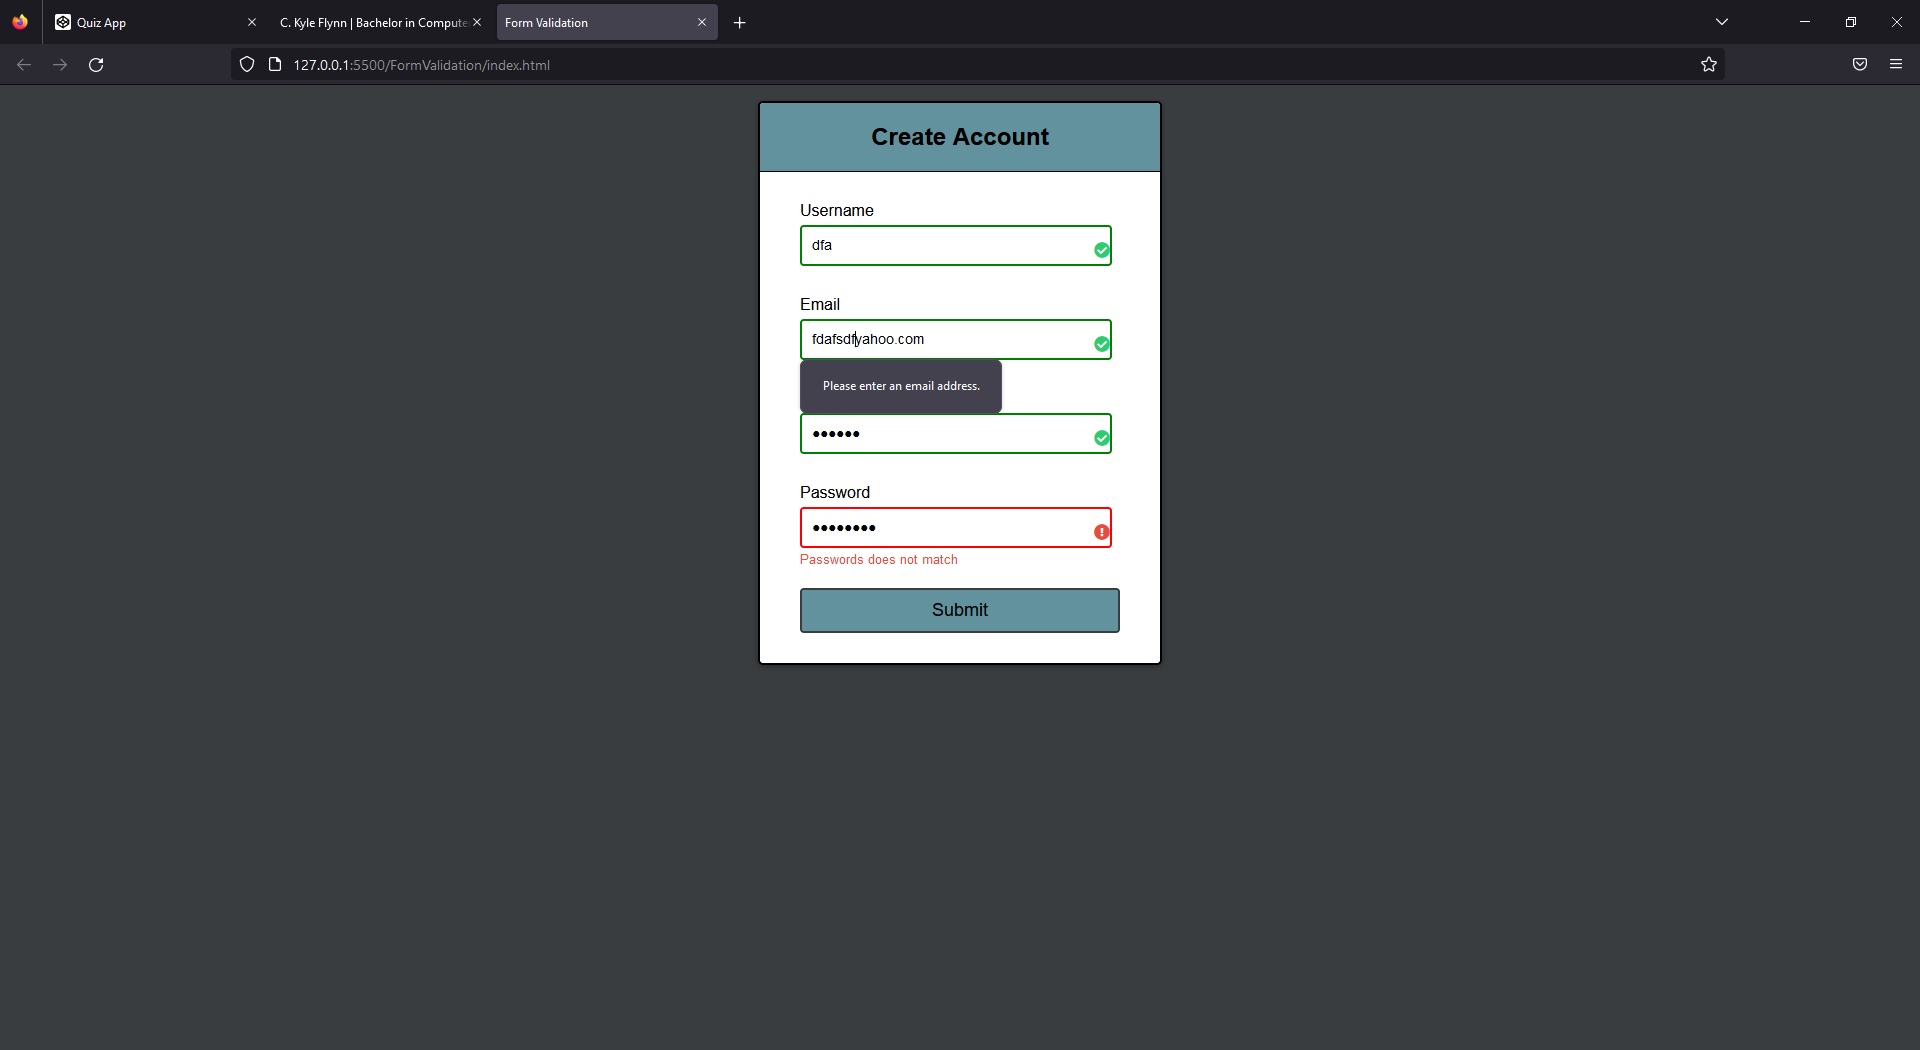 Quiz App
C. Kyle Flynn | Bachelor in Compute
Form Validation
127.0.0.1:5500/FormValidation/index.html
Create Account
Username
dfa
Email
fdafsdfyahoo.com
Please enter an email address.
••••••
Password
••••••••
Passwords does not match
Submit